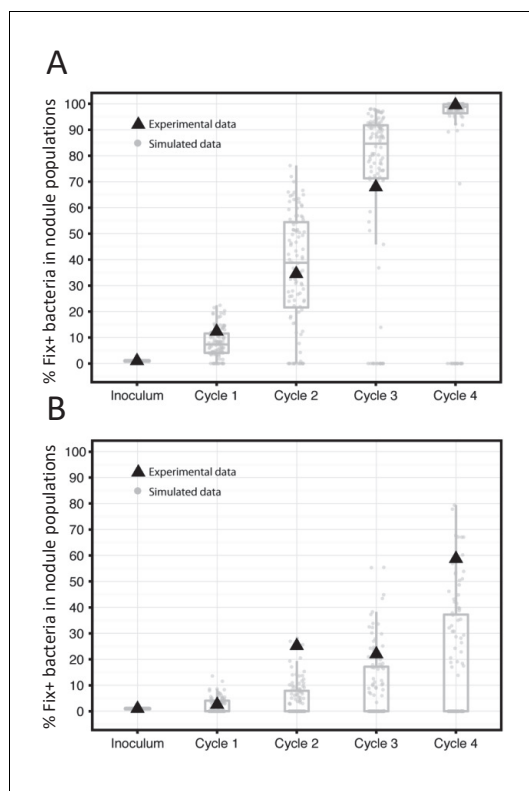 A
% Fix+ bacteria in nodule populations
100
90
80
70
60
50
40
30
20
10
0
Experimental data
Simulated data
Inoculum Cycle 1 Cycle 2 Cycle 3 Cycle 4
B
% Fix+ bacteria in nodule populations
100
90
80
70
60
50
40
30
20
10
0
Experimental data
Simulated data
Inoculum Cycle 1 Cycle 2 Cycle 3 Cycle 4